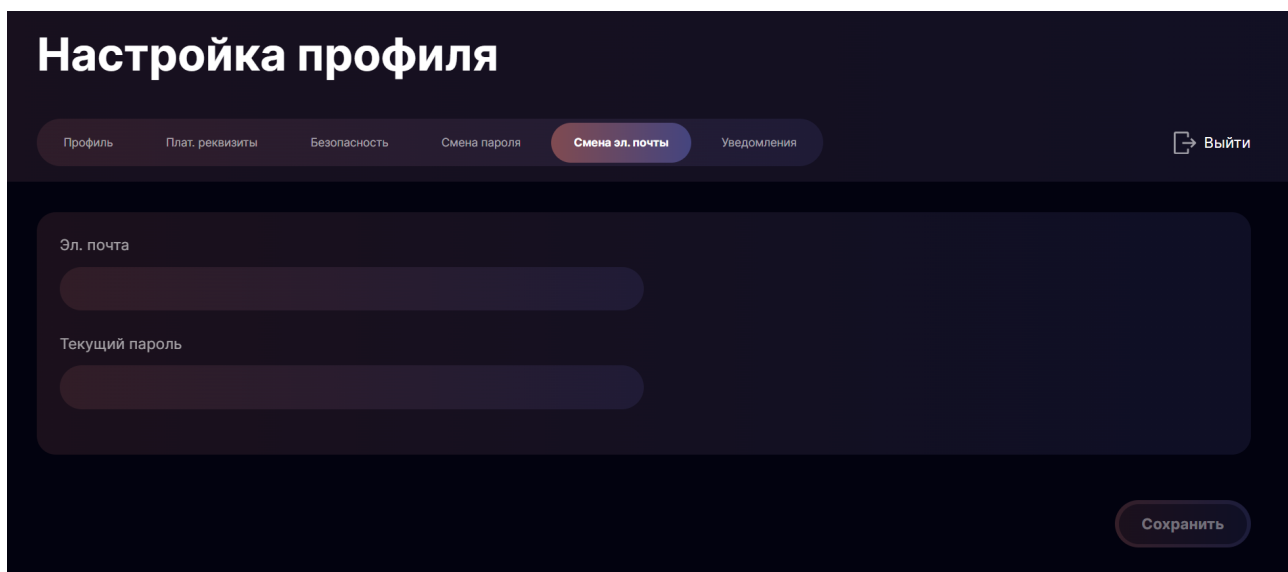 Настройка профиля
Профиль Плат. реквизиты Безопасность Смена пароля Смена эл. почты Уведомления Выйти
Эл. почта
Текущий пароль
Сохранить